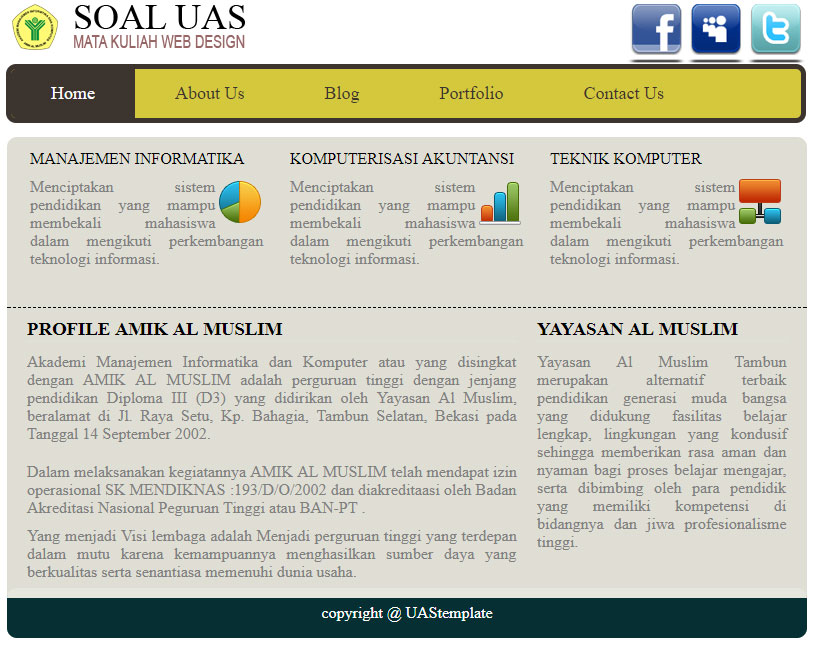 SOAL UAS
MATA KULIAH WEB DESIGN
Home About Us Blog Portfolio Contact Us
MANAJEMEN INFORMATIKA
Menciptakan sistem
pendidikan yang mampu
membekali mahasiswa
dalam mengikuti perkembangan
teknologi informasi.
KOMPUTERISASI AKUNTANSI
Menciptakan sistem
pendidikan yang mampu
membekali mahasiswa
dalam mengikuti perkembangan
teknologi informasi.
TEKNIK KOMPUTER
Menciptakan sistem
pendidikan yang mampu
membekali mahasiswa
dalam mengikuti perkembangan
teknologi informasi.
PROFILE AMIK AL MUSLIM
Akademi Manajemen Informatika dan Komputer atau yang disingkat
dengan AMIK AL MUSLIM adalah perguruan tinggi dengan jenjang
pendidikan Diploma III (D3) yang didirikan oleh Yayasan Al Muslim,
beralamat di Jl. Raya Setu, Kp. Bahagia, Tambun Selatan, Bekasi pada
Tanggal 14 September 2002.
Dalam melaksanakan kegiatannya AMIK AL MUSLIM telah mendapat izin
operasional SK MENDIKNAS :193/D/O/2002 dan diakreditaasi oleh Badan
Akreditasi Nasional Peguruan Tinggi atau BAN-PT .
Yang menjadi Visi lembaga adalah Menjadi perguruan tinggi yang terdepan
dalam mutu karena kemampuannya menghasilkan sumber daya yang
berkualitas serta senantiasa memenuhi dunia usaha.
YAYASAN AL MUSLIM
Yayasan Al Muslim Tambun
merupakan alternatif terbaik
pendidikan generasi muda bangsa
yang didukung fasilitas belajar
lengkap, lingkungan yang kondusif
sehingga memberikan rasa aman dan
nyaman bagi proses belajar mengajar,
serta dibimbing oleh para pendidik
yang memiliki kompetensi di
bidangnya dan jiwa profesionalisme
tinggi.
copyright @ UAStemplate